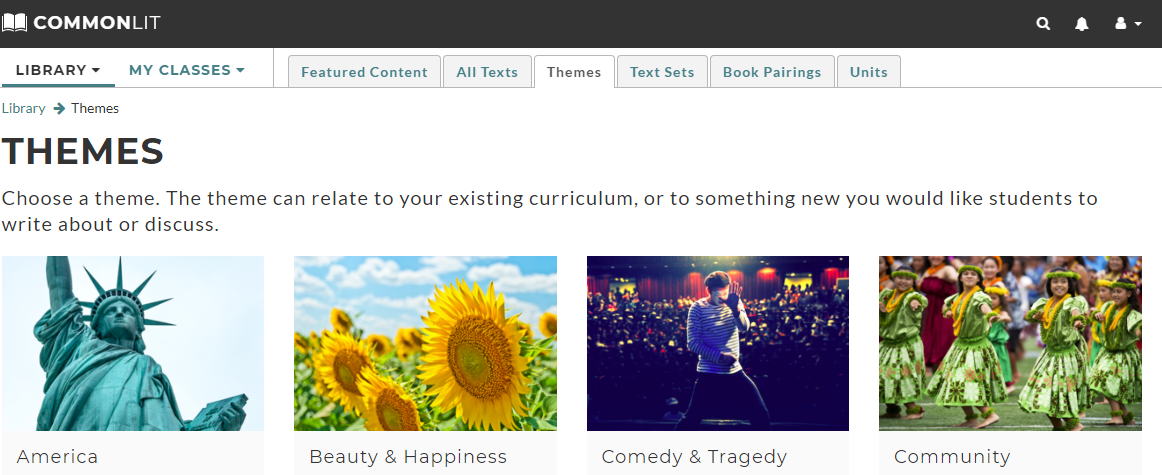 COMMONLIT
LIBRARY MY CLASSES Featured Content All Texts Themes Text Sets Book Pairings Units
Library Themes
THEMES
Choose a theme. The theme can relate to your existing curriculum, or to something new you would like students to
write about or discuss.
America Beauty & Happiness Comedy & Tragedy Community